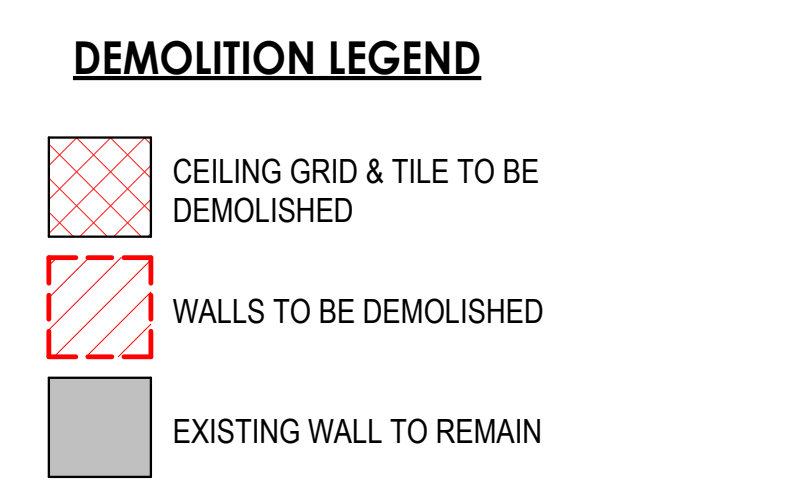 DEMOLITION LEGEND
CEILING GRID & TILE TO BE
DEMOLISHED
WALLS TO BE DEMOLISHED
EXISTING WALL TO REMAIN